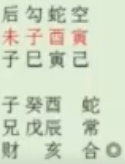 后勾蛇空
未子酉寅
子巳寅己
子癸酉 蛇
兄戊辰 常
财 亥 合◎